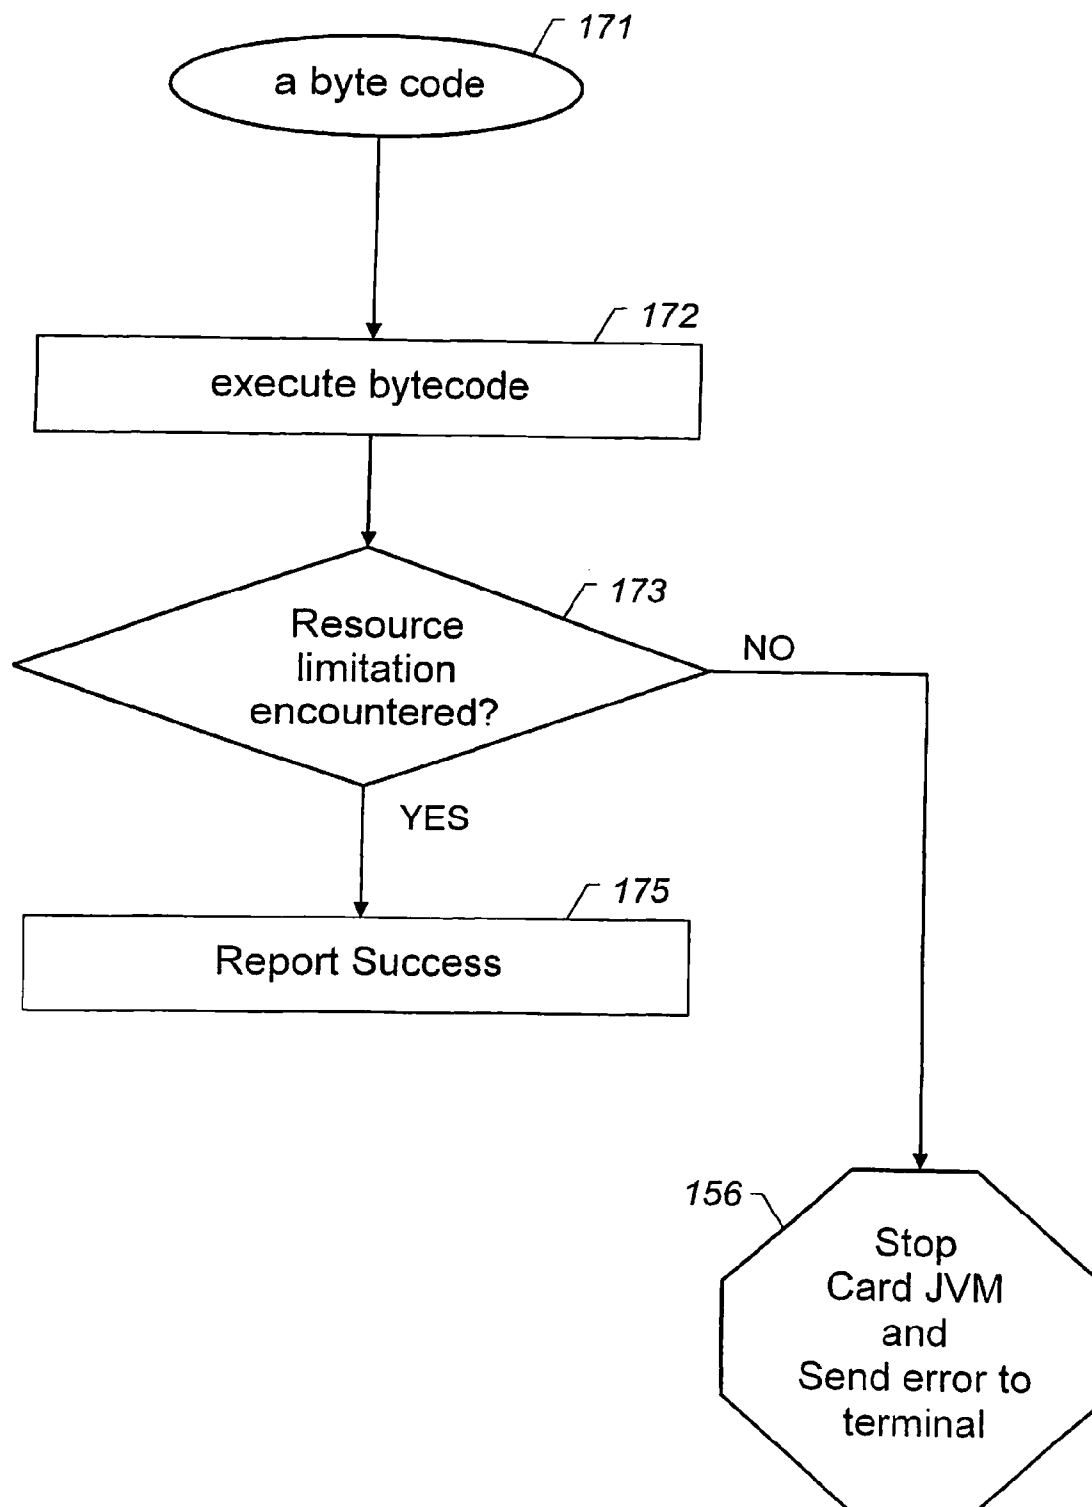 171
a byte code
172
execute bytecode
173
Resource
limitation
encountered?
NO
YES
175
Report Success
156
Stop
Card JVM
and
Send error to
terminal